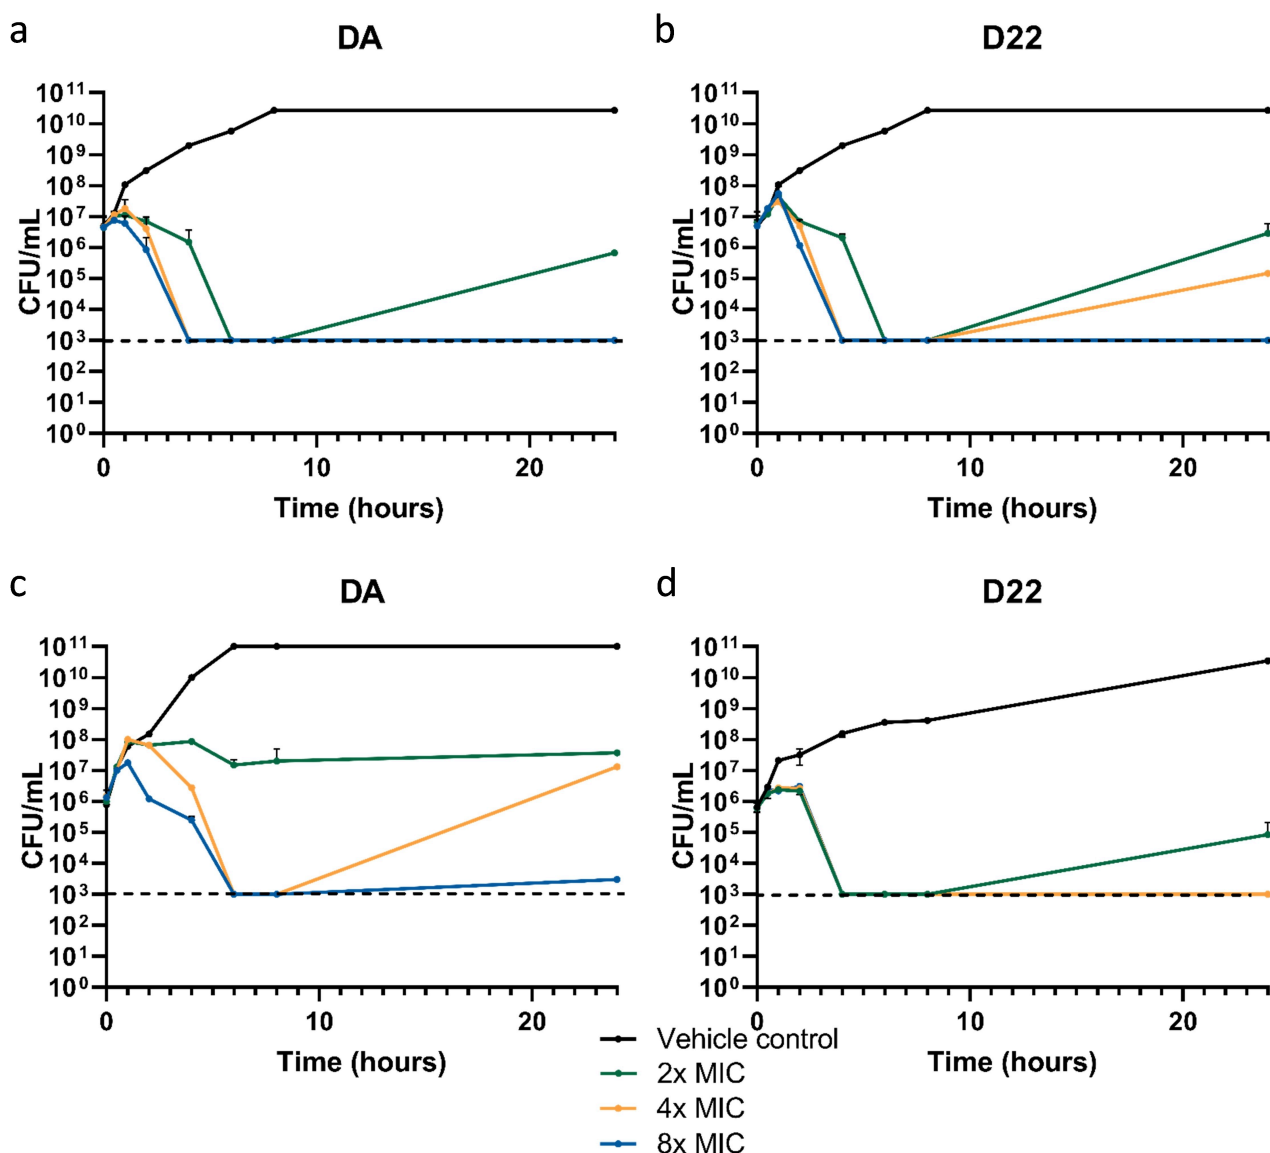 a
DA
CFU/mL
10¹¹
10¹⁰
10⁹
10⁸
10⁷
10⁶
10⁵
10⁴
10³
10²
10¹
10⁰
0 10 20
Time (hours)
b
D22
CFU/mL
10¹¹
10¹⁰
10⁹
10⁸
10⁷
10⁶
10⁵
10⁴
10³
10²
10¹
10⁰
0 10 20
Time (hours)
c
DA
CFU/mL
10¹¹
10¹⁰
10⁹
10⁸
10⁷
10⁶
10⁵
10⁴
10³
10²
10¹
10⁰
0 10 20
Time (hours)
d
D22
CFU/mL
10¹¹
10¹⁰
10⁹
10⁸
10⁷
10⁶
10⁵
10⁴
10³
10²
10¹
10⁰
0 10 20
Time (hours)
Vehicle control
2x MIC
4x MIC
8x MIC